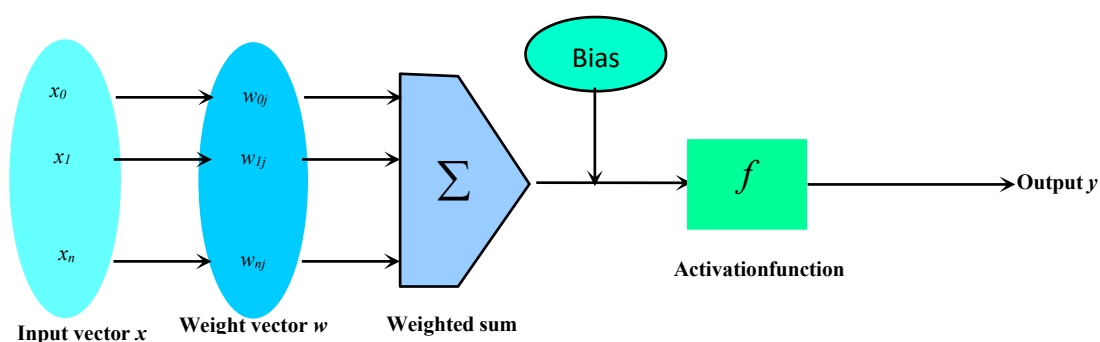 Bias
x₀
w₀ⱼ
x₁
w₁ⱼ
∑
f
Output y
xₙ
wₙⱼ
Activationfunction
Input vector x
Weight vector w
Weighted sum